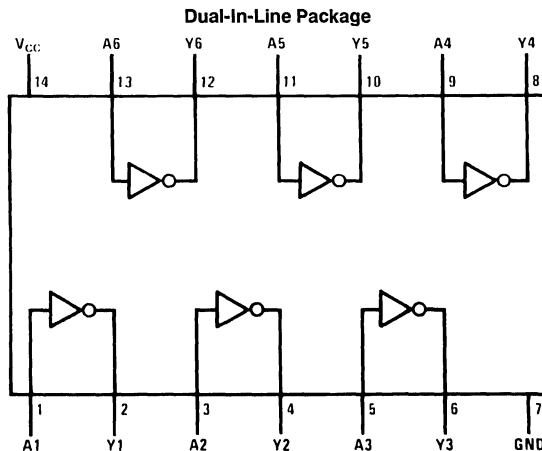 Dual-In-Line Package
VCC A6 Y6 A5 Y5 A4 Y4
14 13 12 11 10 9 8
1 2 3 4 5 6 7
A1 Y1 A2 Y2 A3 Y3 GND